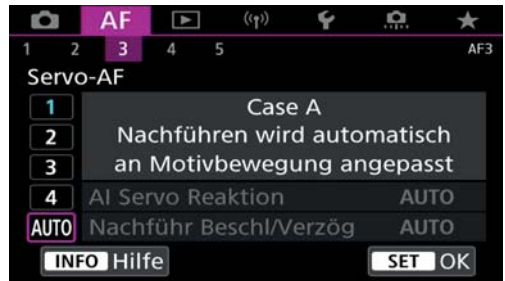 AF
1 2 3 4 5 AF3
Servo-AF
1 Case A
2 Nachführen wird automatisch
3 an Motivbewegung angepasst
4 AI Servo Reaktion AUTO
AUTO Nachführ Beschl/Verzög AUTO
INFO Hilfe SET OK